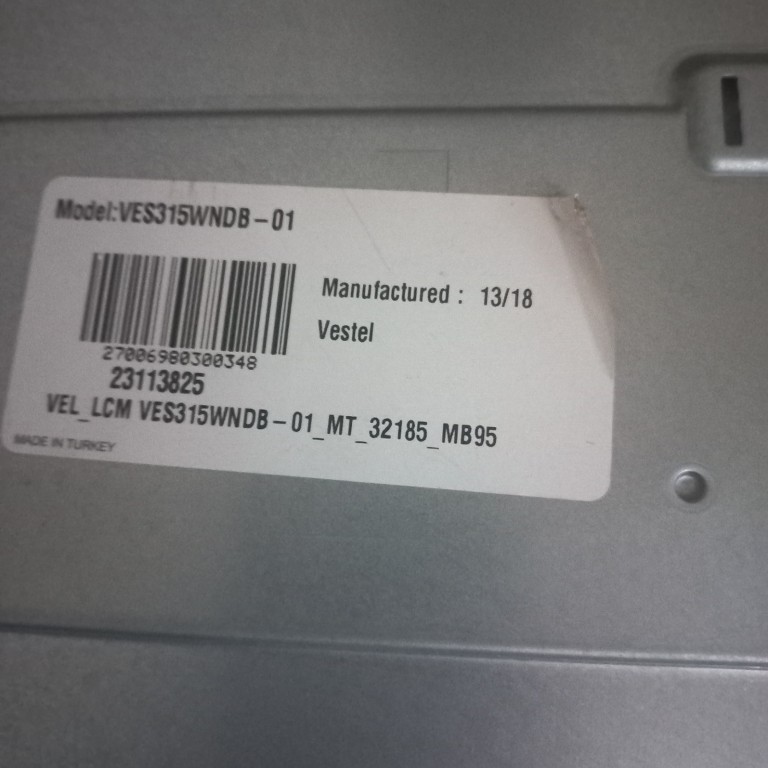 Model:VES315WNDB-01
Manufactured : 13/18
Vestel
27006980300348
23113825
VEL_LCM VES315WNDB-01_MT_32185_MB95
MADE IN TURKEY